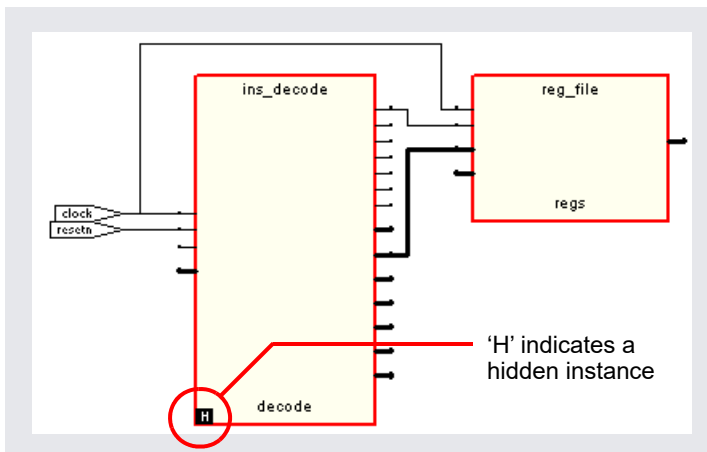 ins_decode
reg_file
clock
resetn
regs
‘H’ indicates a
hidden instance
H
decode